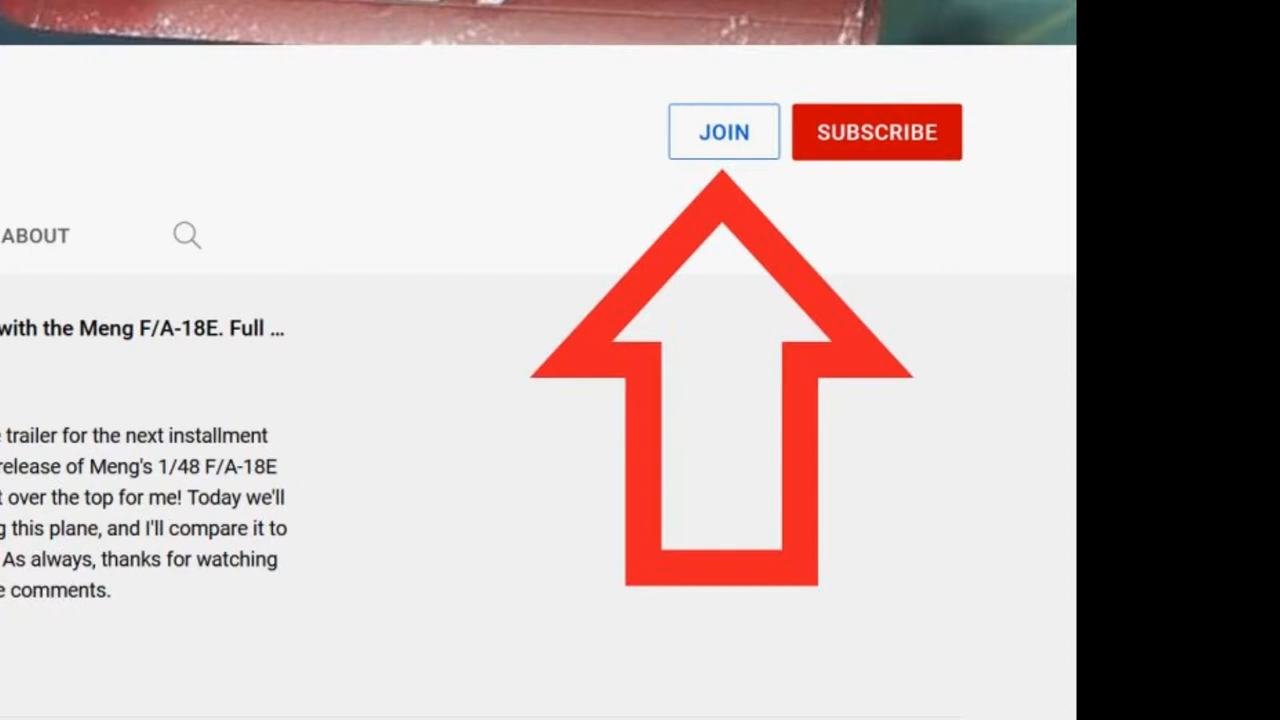 JOIN
SUBSCRIBE
ABOUT
with the Meng F/A-18E. Full ...
trailer for the next installment
release of Meng's 1/48 F/A-18E
over the top for me! Today we'll
this plane, and I'll compare it to
As always, thanks for watching
comments.